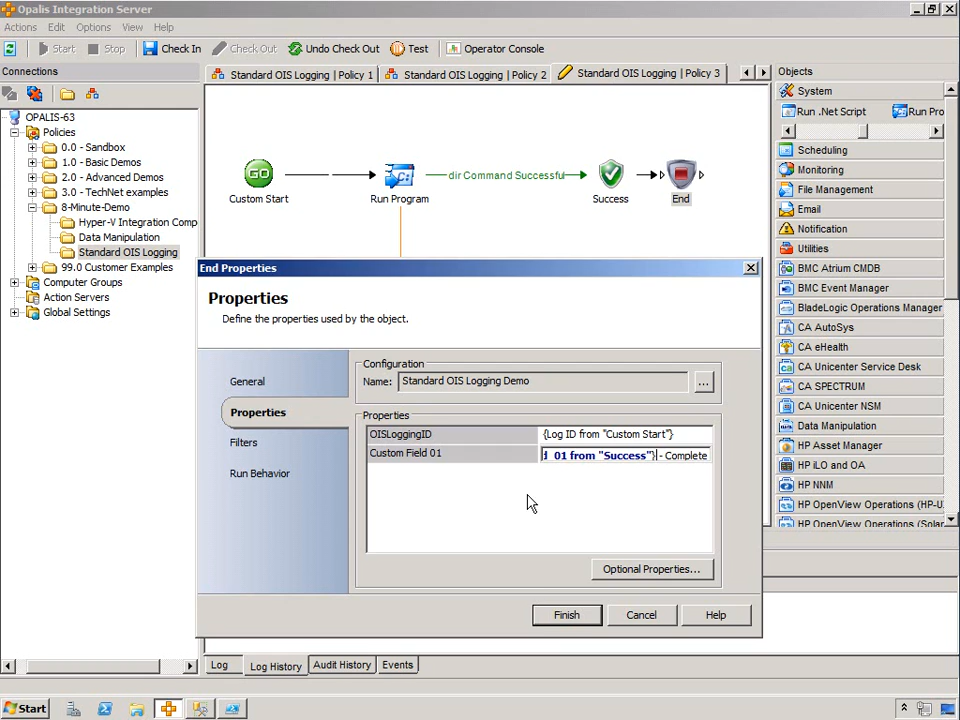 Opalis Integration Server
Actions Edit Options View Help
Start Stop Check In Check Out Undo Check Out Test Operator Console
Connections
OPALIS-63
Policies
0.0 - Sandbox
1.0 - Basic Demos
2.0 - Advanced Demos
3.0 - TechNet examples
8-Minute-Demo
Hyper-V Integration Comp
Data Manipulation
Standard OIS Logging
99.0 Customer Examples
Computer Groups
Action Servers
Global Settings
Standard OIS Logging | Policy 1
Standard OIS Logging | Policy 2
Standard OIS Logging | Policy 3
GO
Custom Start
Run Program
dir Command Successful
Success
End
End Properties
Properties
Define the properties used by the object.
General
Properties
Filters
Run Behavior
Configuration
Name: Standard OIS Logging Demo ...
Properties
OISLoggingID {Log ID from "Custom Start"}
Custom Field 01 01 from "Success"} - Complete
Optional Properties...
Finish Cancel Help
Log Log History Audit History Events
Objects
System
Run .Net Script Run Pro
Scheduling
Monitoring
File Management
Email
Notification
Utilities
BMC Atrium CMDB
BMC Event Manager
BladeLogic Operations Manager
CA AutoSys
CA eHealth
CA Unicenter Service Desk
CA SPECTRUM
CA Unicenter NSM
Data Manipulation
HP Asset Manager
HP iLO and OA
HP NNM
HP OpenView Operations (HP-U
HP OpenView Operations (Solar
Start